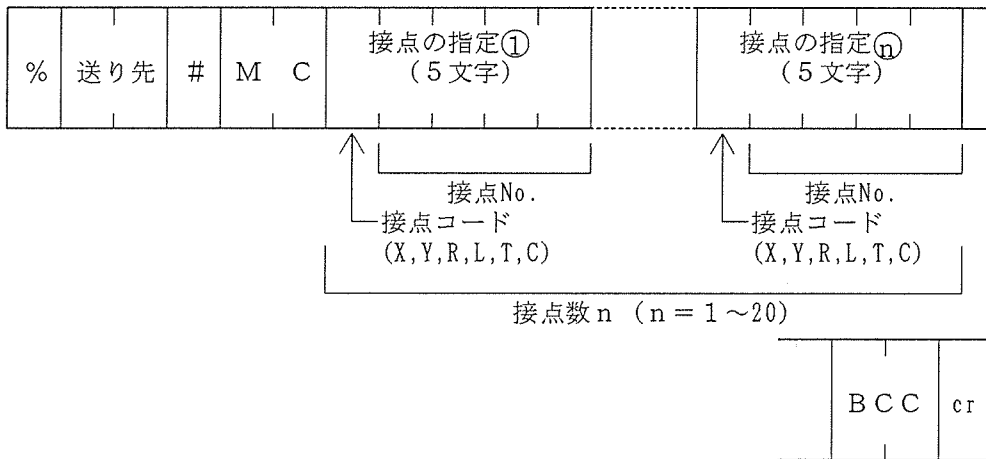 % 送り先 # M C 接点の指定① 接点の指定ⓝ
(5文字) (5文字)
接点No. 接点No.
接点コード 接点コード
(X,Y,R,L,T,C) (X,Y,R,L,T,C)
接点数n (n=1~20)
BCC cr